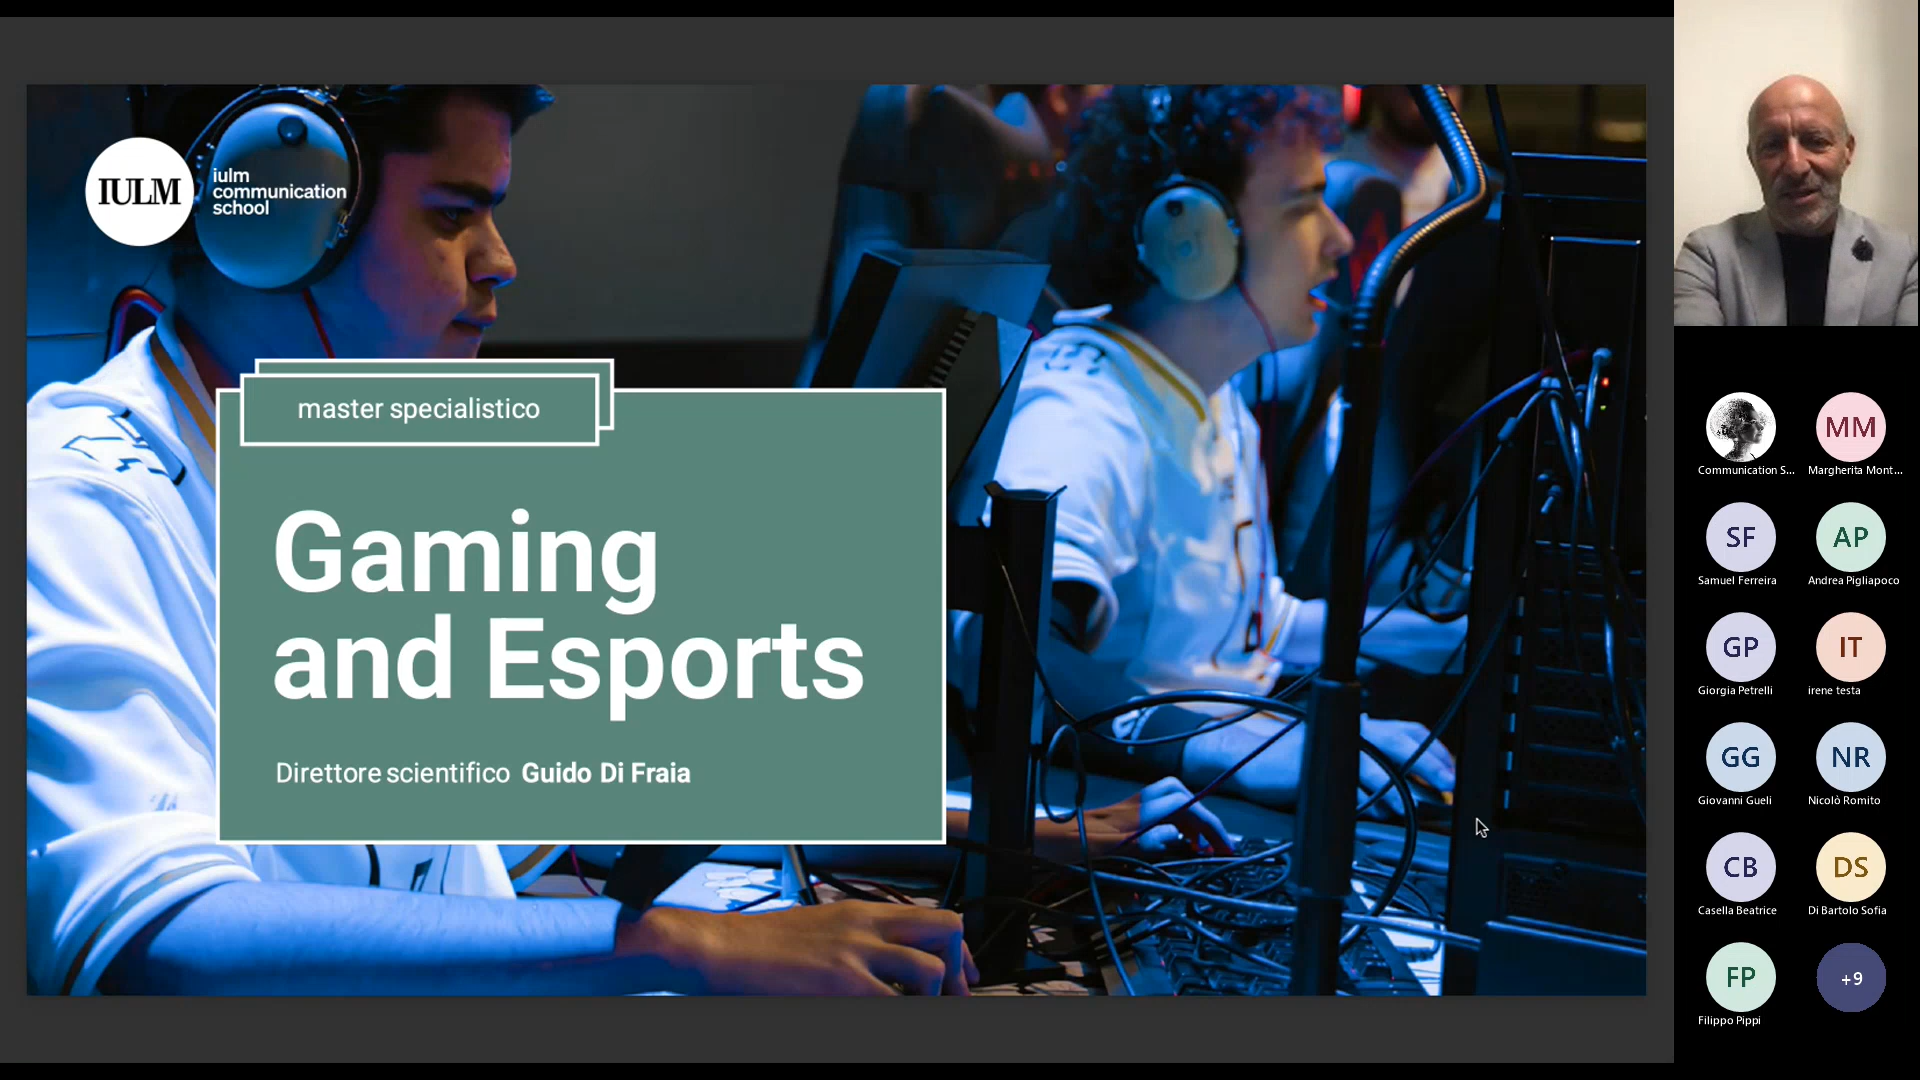 IULM
iulm
communication
school
master specialistico
Gaming
and Esports
Direttore scientifico Guido Di Fraia
Communication S...
MM
Margherita Mont...
SF
Samuel Ferreira
AP
Andrea Pigliapoco
GP
Giorgia Petrelli
IT
irene testa
GG
Giovanni Gueli
NR
Nicolò Romito
CB
Casella Beatrice
DS
Di Bartolo Sofia
FP
Filippo Pippi
+9